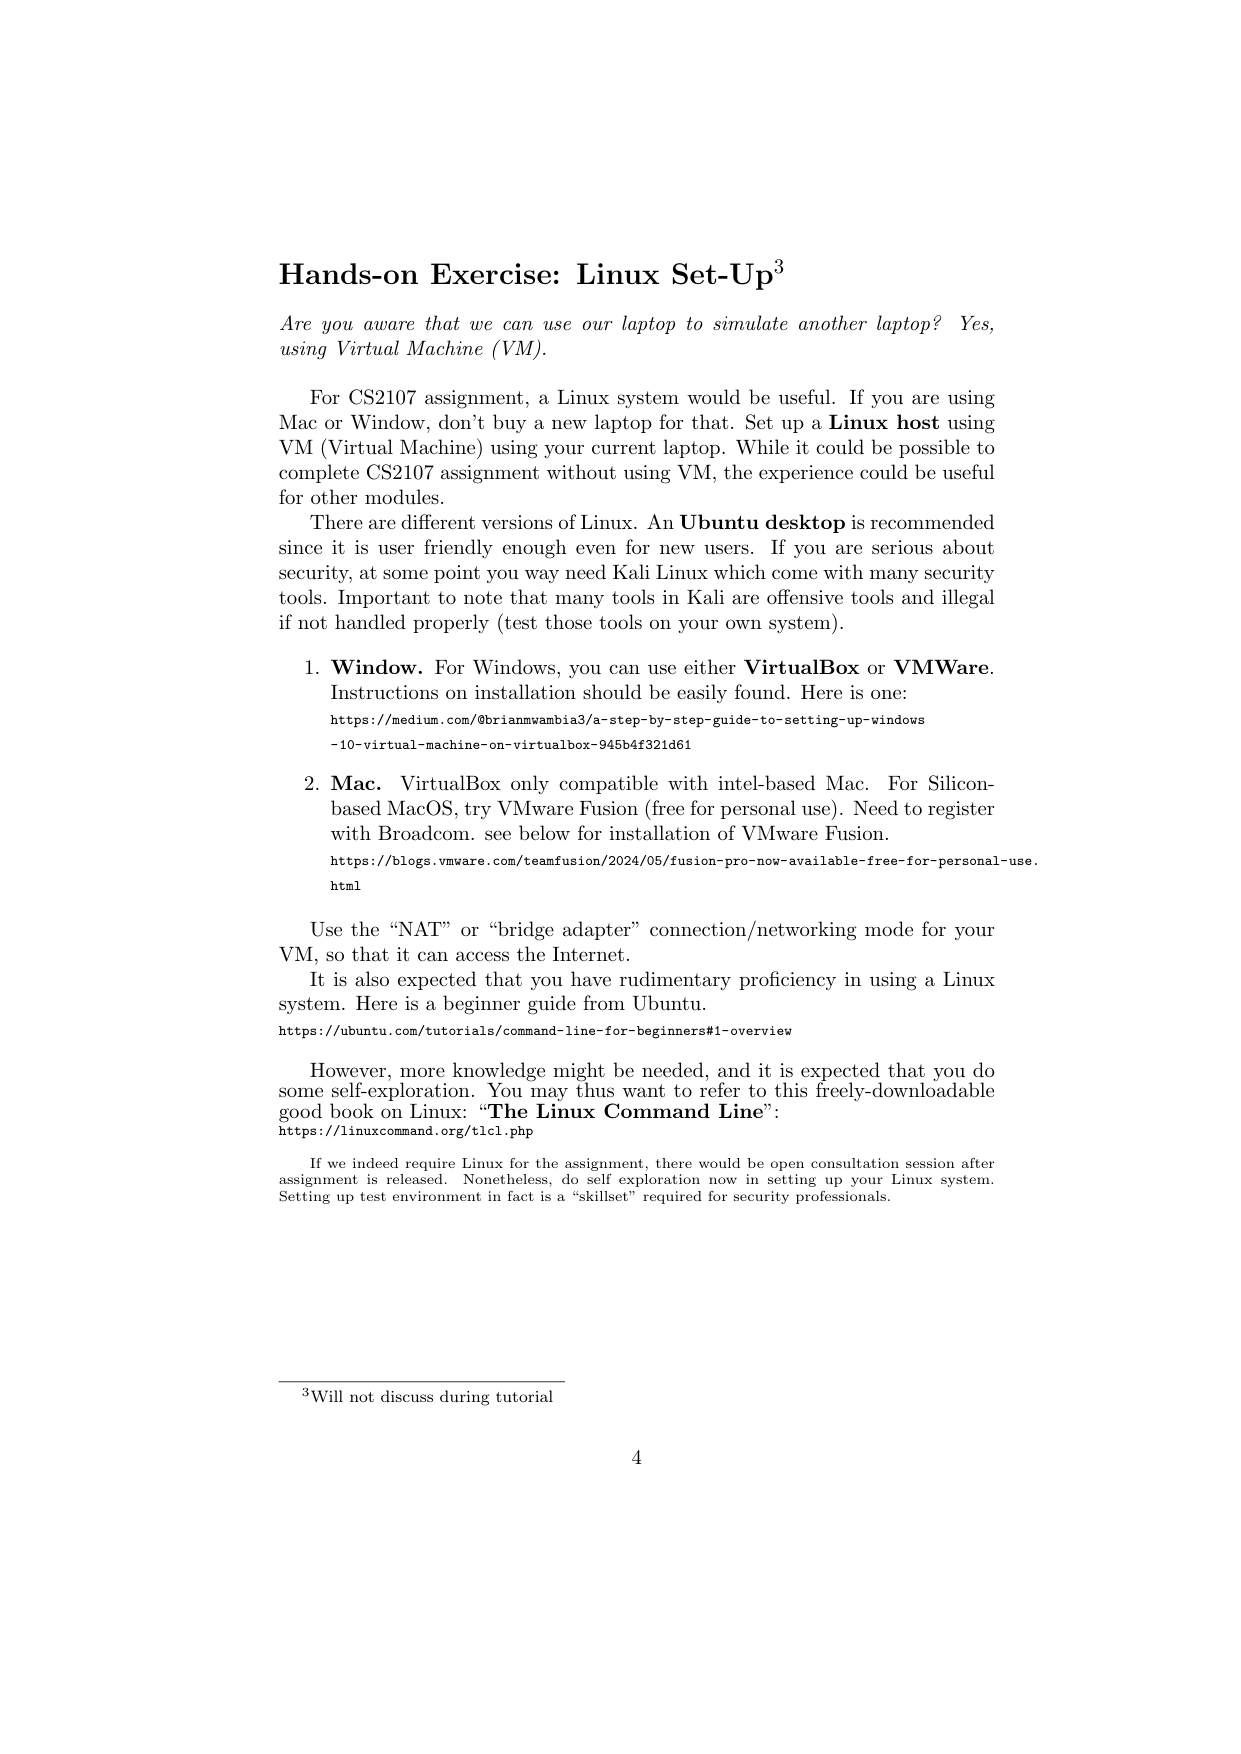 Hands-on Exercise: Linux Set-Up3
Are you aware that we can use our laptop to simulate another laptop? Yes,
using Virtual Machine (VM).
For CS2107 assignment, a Linux system would be useful. If you are using
Mac or Window, don't buy a new laptop for that. Set up a Linux host using
VM (Virtual Machine) using your current laptop. While it could be possible to
complete CS2107 assignment without using VM, the experience could be useful
for other modules.
There are different versions of Linux. An Ubuntu desktop is recommended
since it is user friendly enough even for new users. If you are serious about
security, at some point you way need Kali Linux which come with many security
tools. Important to note that many tools in Kali are offensive tools and illegal
if not handled properly (test those tools on your own system).
1. Window. For Windows, you can use either VirtualBox or VMWare.
Instructions on installation should be easily found. Here is one:
https://medium.com/@brianmwambia3/a-step-by-step-guide-to-setting-up-windows
-10-virtual-machine-on-virtualbox-945b4f321d61
2. Mac. VirtualBox only compatible with intel-based Mac. For Silicon-
based MacOS, try VMware Fusion (free for personal use). Need to register
with Broadcom. see below for installation of VMware Fusion.
https://blogs.vmware.com/teamfusion/2024/05/fusion-pro-now-available-free-for-personal-use.
html
Use the “NAT” or “bridge adapter” connection/networking mode for your
VM, so that it can access the Internet.
It is also expected that you have rudimentary proficiency in using a Linux
system. Here is a beginner guide from Ubuntu.
https://ubuntu.com/tutorials/command-line-for-beginners#1-overview
However, more knowledge might be needed, and it is expected that you do
some self-exploration. You may thus want to refer to this freely-downloadable
good book on Linux: “The Linux Command Line”:
https://linuxcommand.org/tlcl.php
If we indeed require Linux for the assignment, there would be open consultation session after
assignment is released. Nonetheless, do self exploration now in setting up your Linux system.
Setting up test environment in fact is a “skillset” required for security professionals.
3Will not discuss during tutorial
4